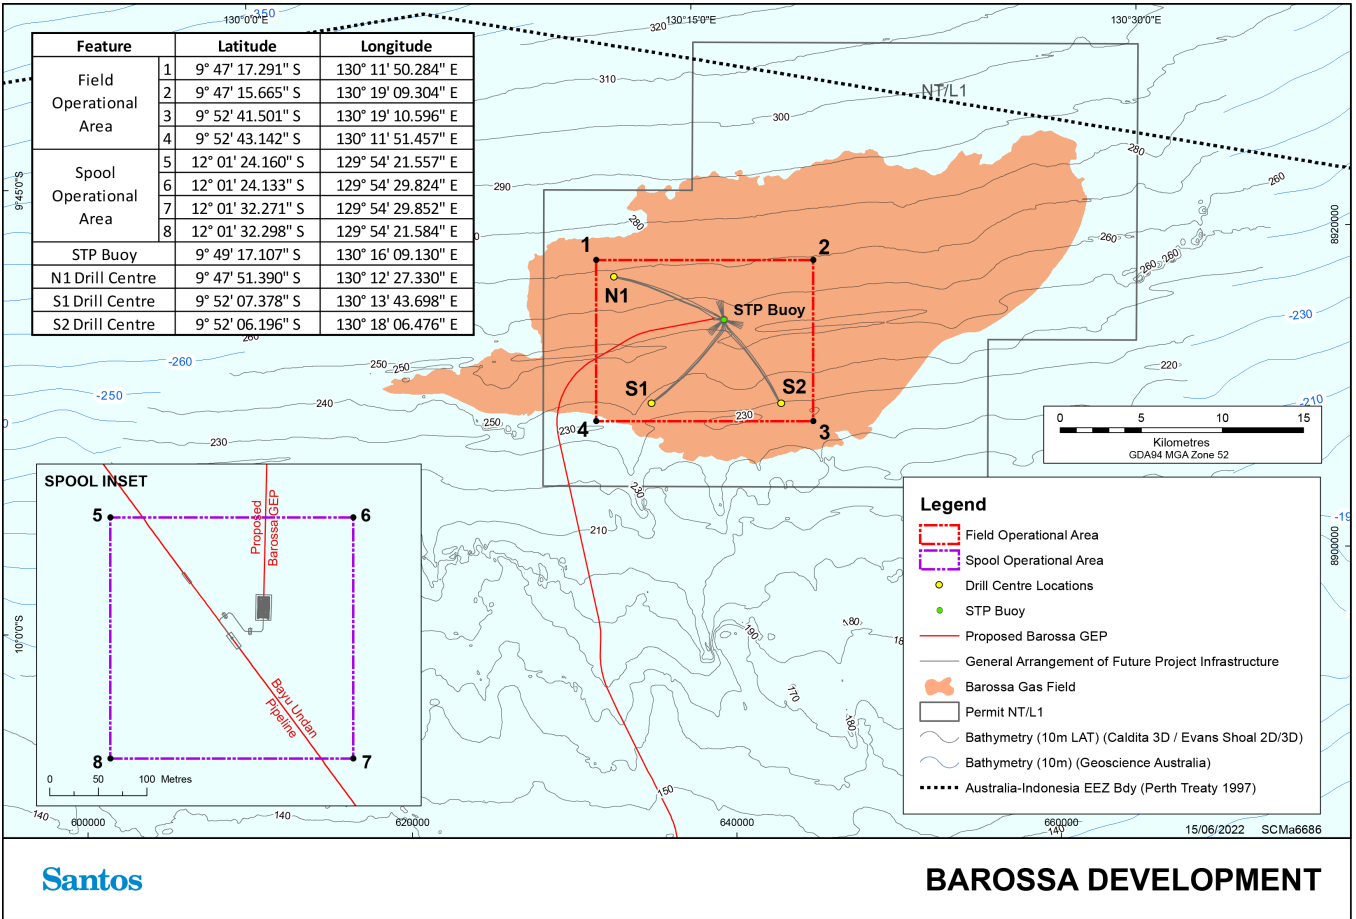 130°0'0"E
130°15'0"E
130°30'0"E
-350
320
310
300
290
280
280
260
260
260
260
NT/L1
Feature Latitude Longitude
Field Operational Area
1 9° 47' 17.291" S 130° 11' 50.284" E
2 9° 47' 15.665" S 130° 19' 09.304" E
3 9° 52' 41.501" S 130° 19' 10.596" E
4 9° 52' 43.142" S 130° 11' 51.457" E
Spool Operational Area
5 12° 01' 24.160" S 129° 54' 21.557" E
6 12° 01' 24.133" S 129° 54' 29.824" E
7 12° 01' 32.271" S 129° 54' 29.852" E
8 12° 01' 32.298" S 129° 54' 21.584" E
STP Buoy 9° 49' 17.107" S 130° 16' 09.130" E
N1 Drill Centre 9° 47' 51.390" S 130° 12' 27.330" E
S1 Drill Centre 9° 52' 07.378" S 130° 13' 43.698" E
S2 Drill Centre 9° 52' 06.196" S 130° 18' 06.476" E
9°45'0"S
8920000
1
2
N1
STP Buoy
S1
S2
4
3
260
-260
250
250
-250
240
250
230
230
230
230
-230
220
-210
0 5 10 15
Kilometres
GDA94 MGA Zone 52
SPOOL INSET
5
6
Proposed
Barossa GEP
Bayu Undan
Pipeline
8
7
0 50 100 Metres
10°0'0"S
8900000
210
190
180
170
180
150
140
140
140
Legend
Field Operational Area
Spool Operational Area
Drill Centre Locations
STP Buoy
Proposed Barossa GEP
General Arrangement of Future Project Infrastructure
Barossa Gas Field
Permit NT/L1
Bathymetry (10m LAT) (Caldita 3D / Evans Shoal 2D/3D)
Bathymetry (10m) (Geoscience Australia)
Australia-Indonesia EEZ Bdy (Perth Treaty 1997)
600000
620000
640000
660000
15/06/2022 SCMa6686
Santos
BAROSSA DEVELOPMENT